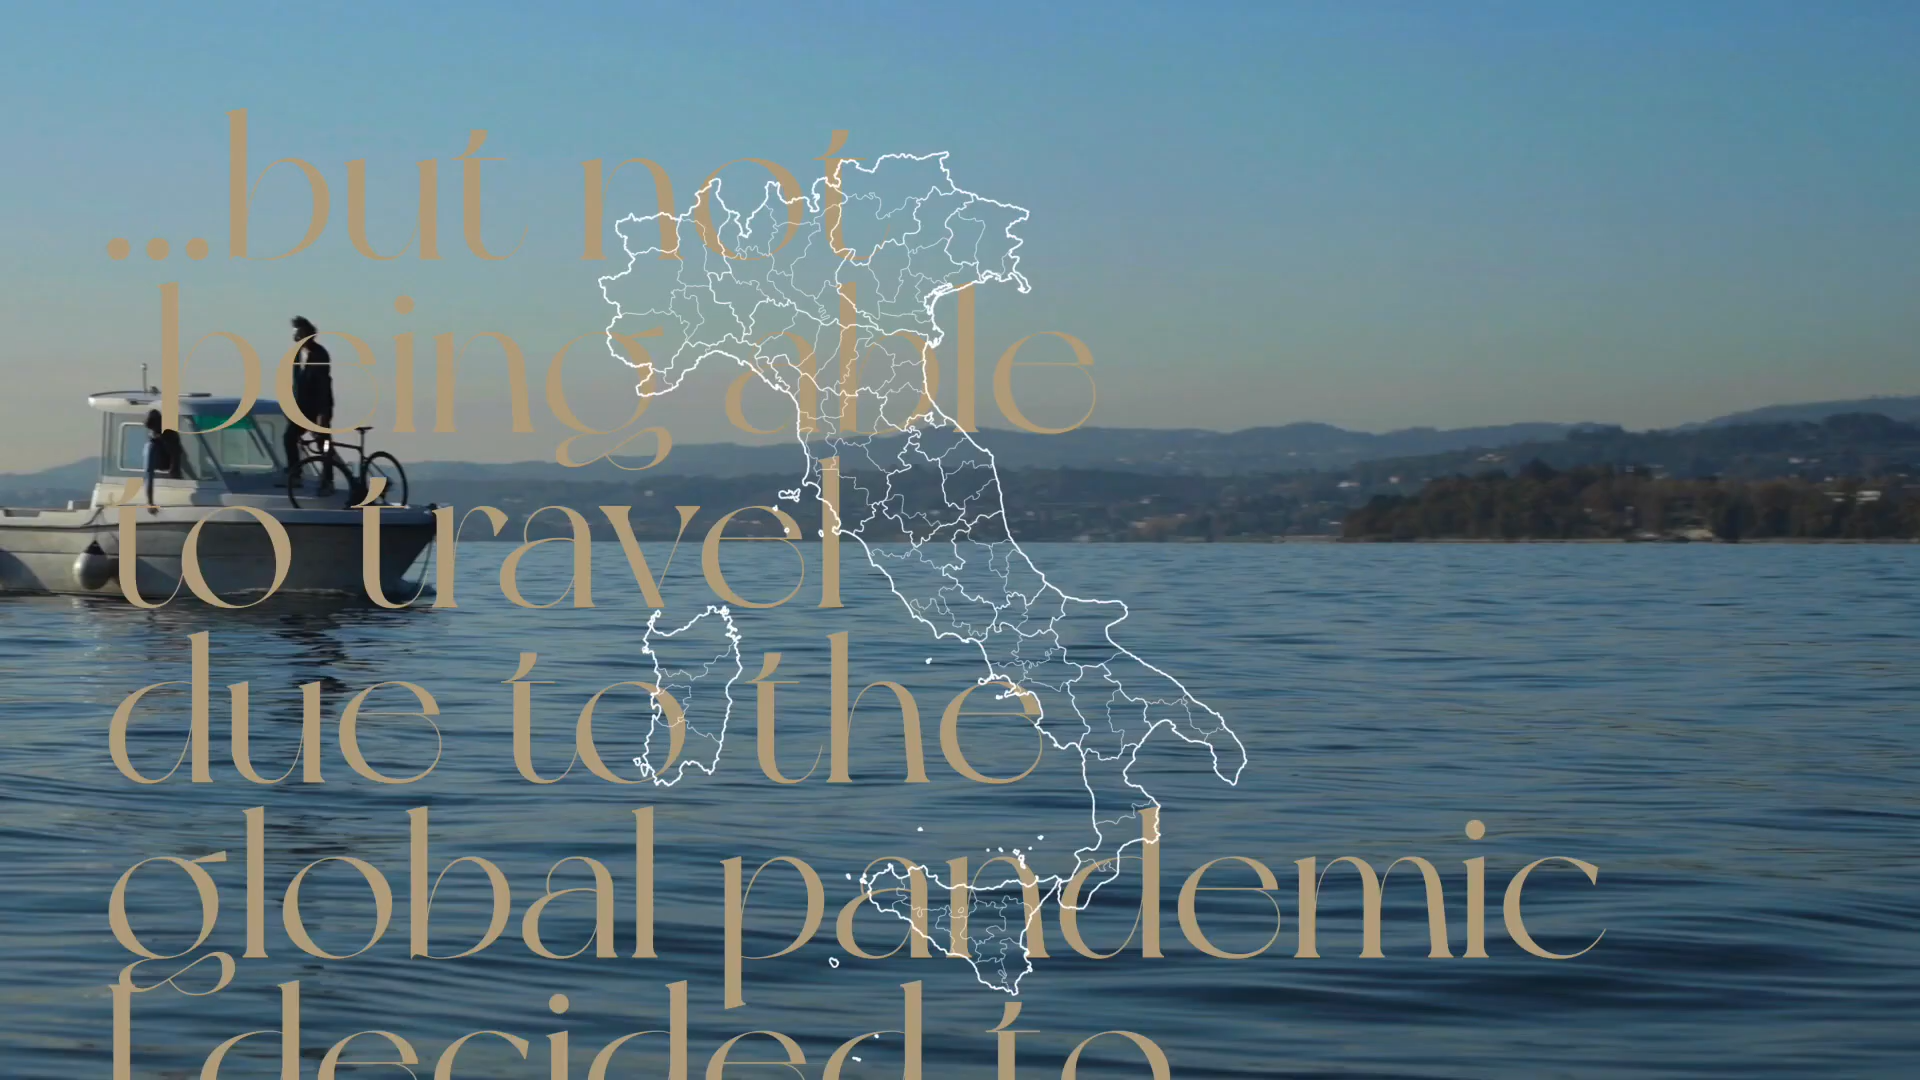 ...but not
being able
to travel
due to the
global pandemic
I decided to